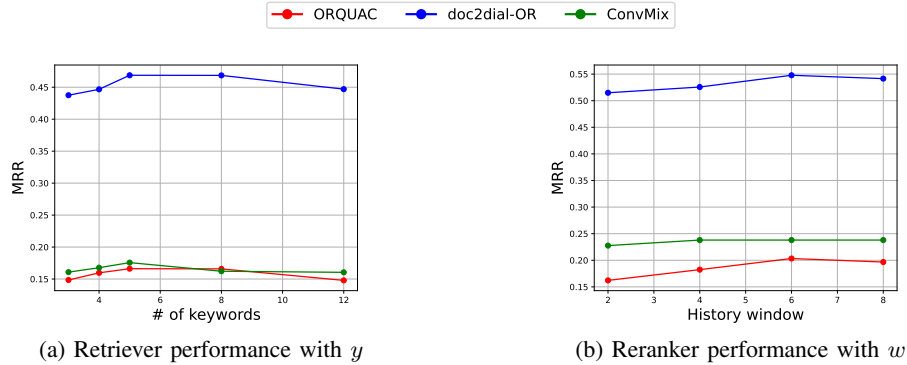 ORQUAC doc2dial-OR ConvMix
MRR
0.45
0.40
0.35
0.30
0.25
0.20
0.15
4 6 8 10 12
# of keywords
(a) Retriever performance with y
MRR
0.55
0.50
0.45
0.40
0.35
0.30
0.25
0.20
0.15
2 3 4 5 6 7 8
History window
(b) Reranker performance with w